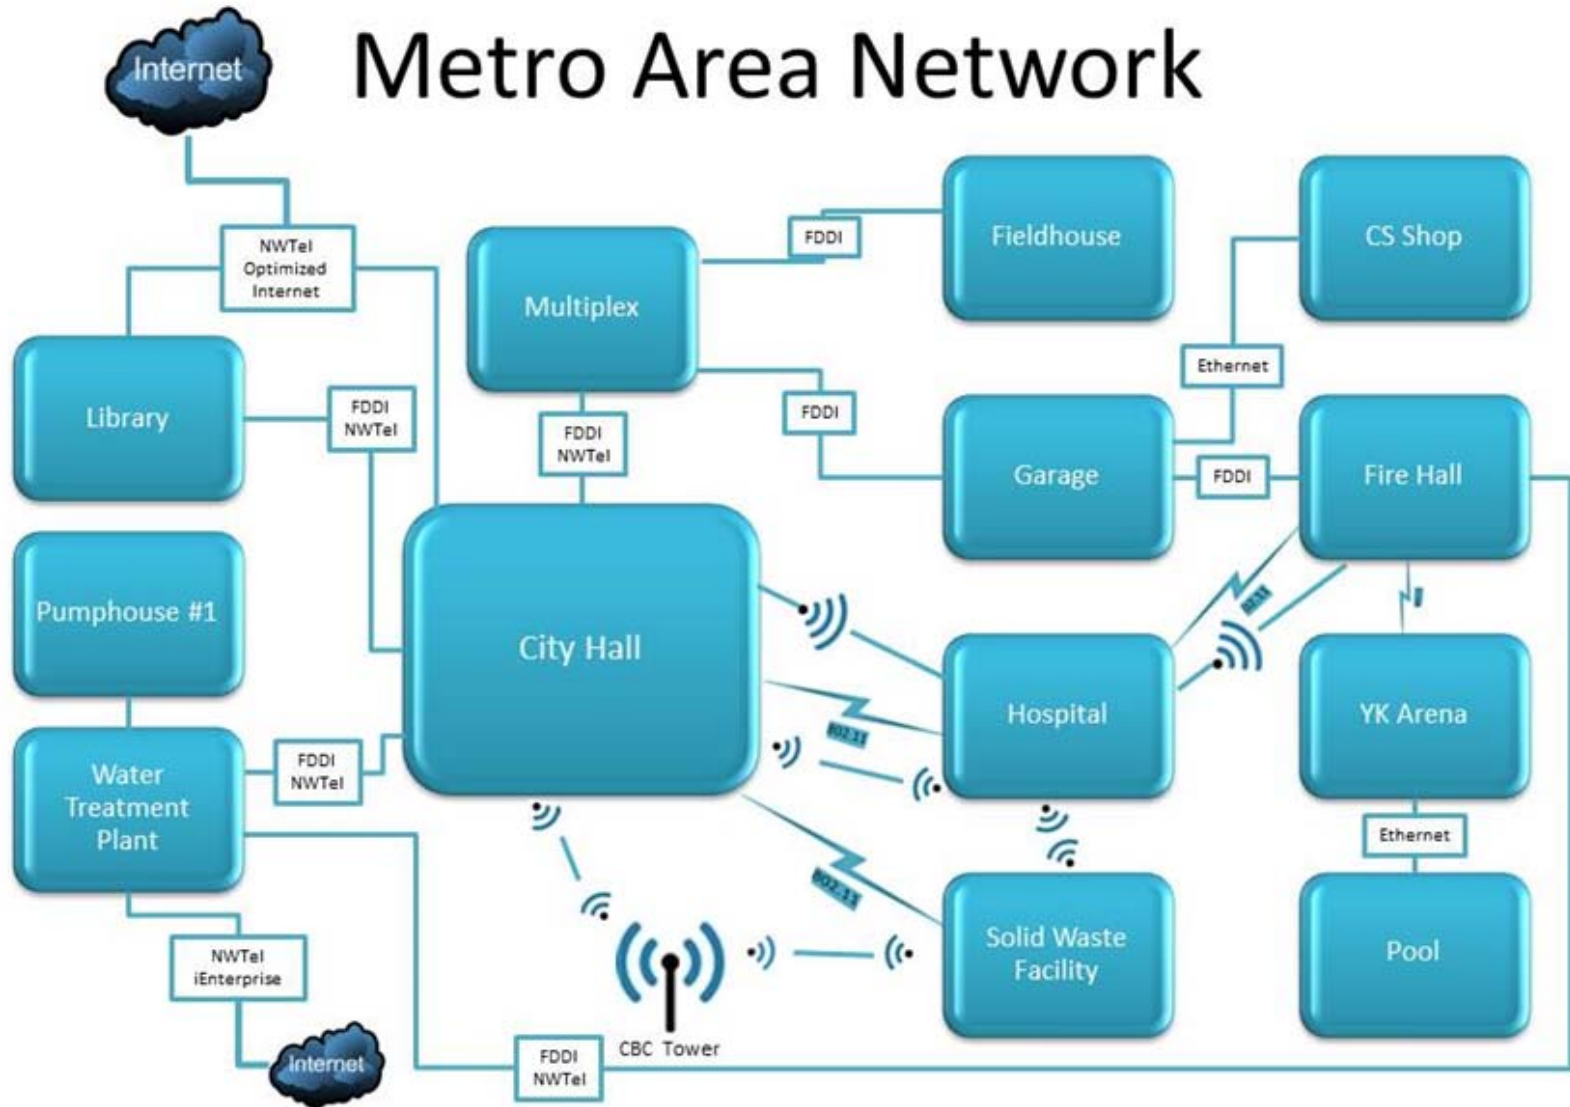 Internet
Metro Area Network
NWTel
Optimized
Internet
FDDI
Fieldhouse
CS Shop
Multiplex
Ethernet
Library
FDDI
NWTel
FDDI
NWTel
FDDI
Garage
FDDI
Fire Hall
Pumphouse #1
City Hall
Hospital
802.11
YK Arena
Water
Treatment
Plant
FDDI
NWTel
Ethernet
802.11
Solid Waste
Facility
Pool
NWTel
iEnterprise
CBC Tower
Internet
FDDI
NWTel